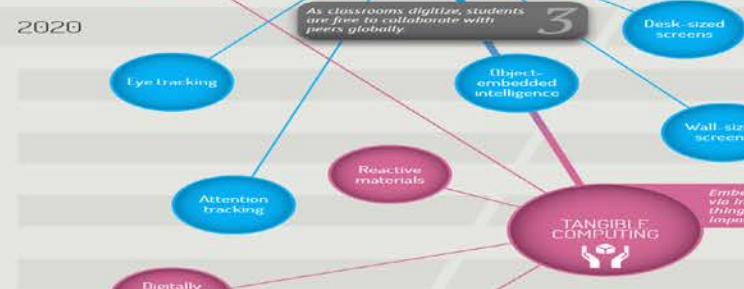 As classrooms digitize, students
are free to collaborate with
peers globally
3
2020
Desk-sized
screens
Eye tracking
Object-
embedded
intelligence
Wall-siz
screen
Reactive
materials
Attention
tracking
TANGIBLE
COMPUTING
Embe
via in
thing
impo
Digitally